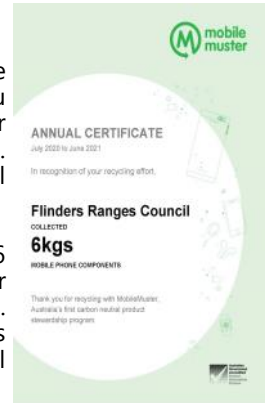 mobile
muster
e
u
r
.
l
6
r
.
s
l
ANNUAL CERTIFICATE
July 2020 to June 2021
In recognition of your recycling effort.
Flinders Ranges Council
COLLECTED
6kgs
MOBILE PHONE COMPONENTS
Thank you for recycling with MobileMuster,
Australia's first carbon neutral product
stewardship program.